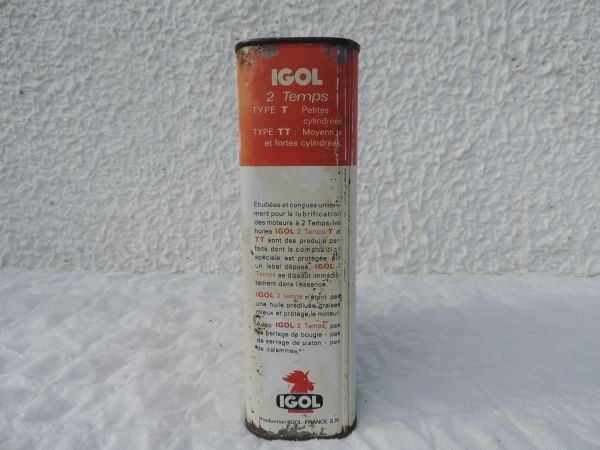 IGOL
2 Temps
TYPE T : Petites
cylindrées
TYPE TT : Moyennes
et fortes cylindrées
Etudiées et conçues unique-
ment pour la lubrification
des moteurs à 2 Temps, les
huiles IGOL 2 Temps T et
TT sont des produits par-
faits dont la composition
spéciale est protégée par
un label déposé. IGOL 2
Temps se dissout immédia-
tement dans l'essence.
IGOL 2 temps n'étant pas
une huile prédiluée graisse
mieux et protège le moteur.
Avec IGOL 2 Temps, pas
de perlage de bougie - pas
de serrage de piston - pas
de calamine.
IGOL
Production IGOL FRANCE S.A.